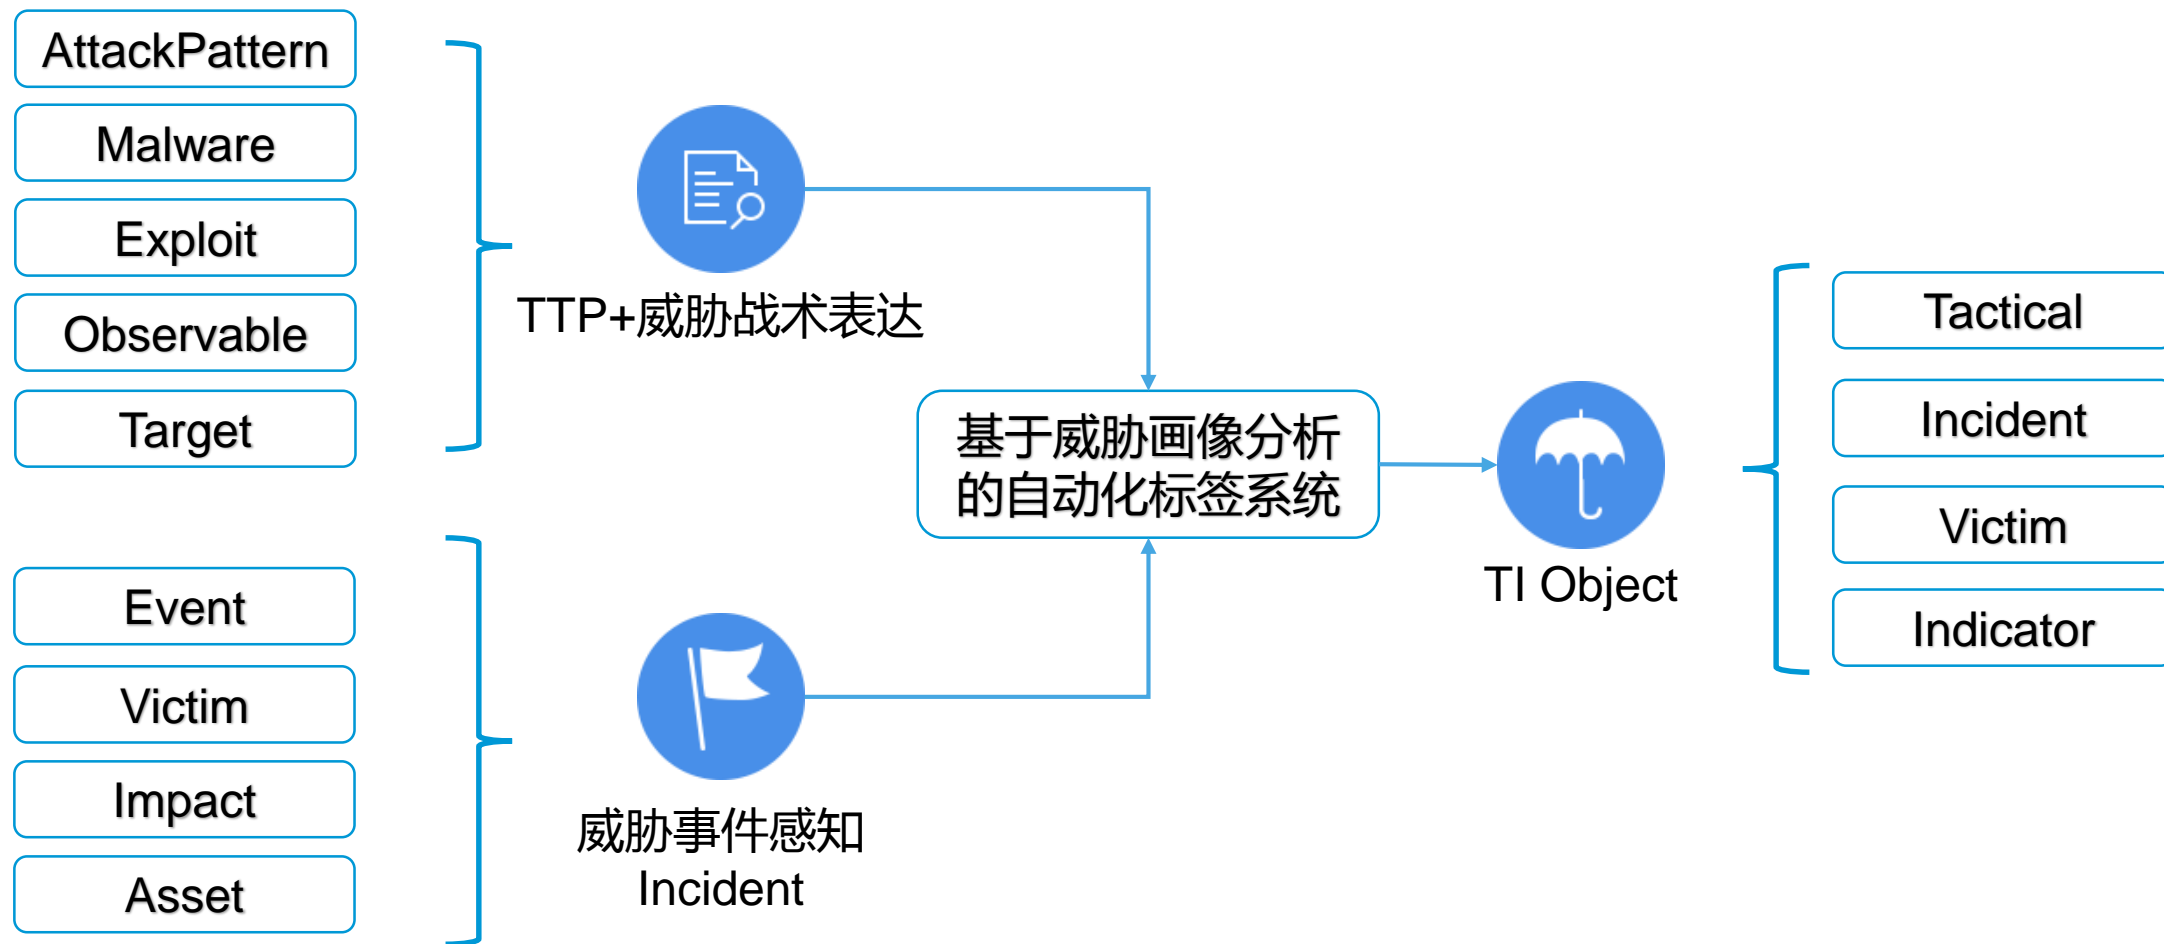 AttackPattern
Malware
Exploit
Observable
Target
TTP+威胁战术表达
Event
Victim
Impact
Asset
威胁事件感知
Incident
基于威胁画像分析
的自动化标签系统
TI Object
Tactical
Incident
Victim
Indicator